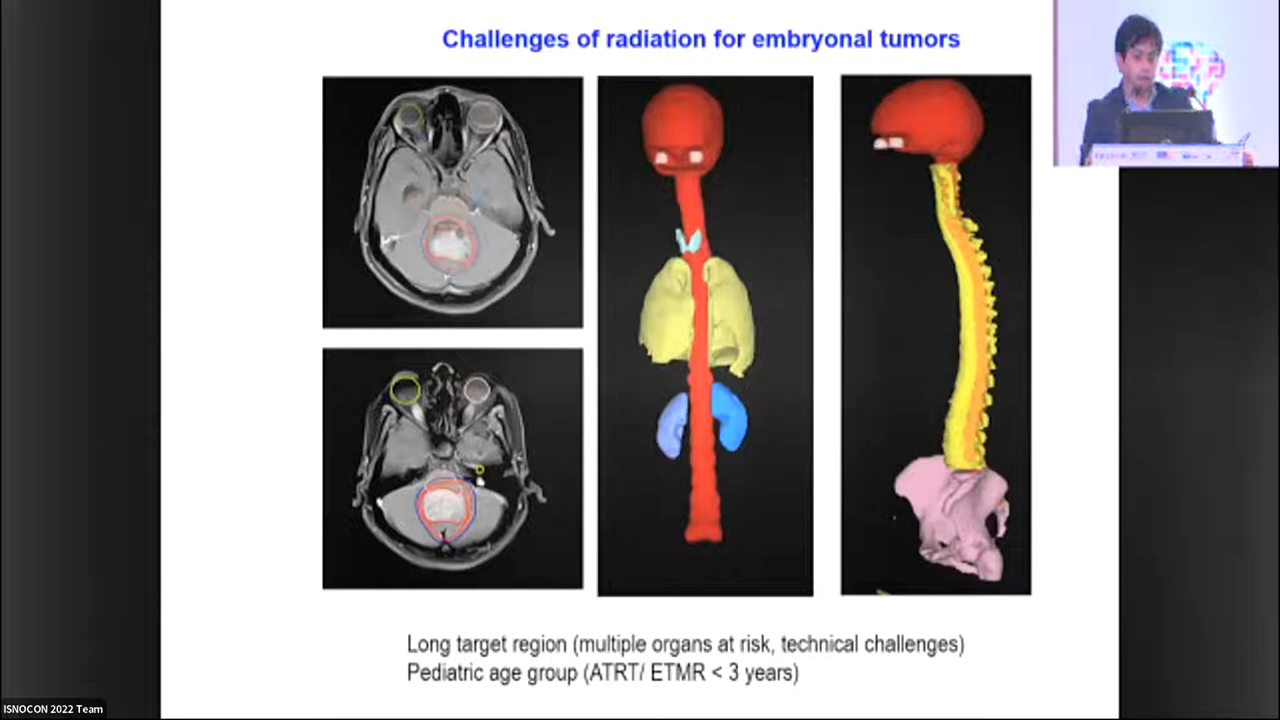 Challenges of radiation for embryonal tumors
Long target region (multiple organs at risk, technical challenges)
Pediatric age group (ATRT/ ETMR < 3 years)
ISNOCON 2022 Team